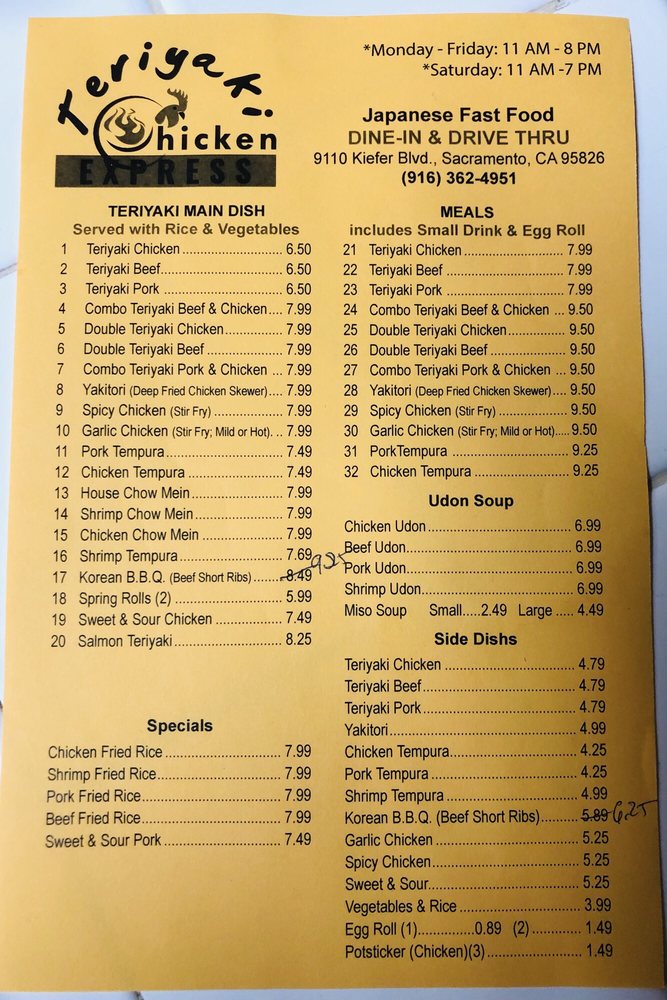 Teriyaki
Chicken
EXPRESS
*Monday - Friday: 11 AM - 8 PM
*Saturday: 11 AM -7 PM
Japanese Fast Food
DINE-IN & DRIVE THRU
9110 Kiefer Blvd., Sacramento, CA 95826
(916) 362-4951
TERIYAKI MAIN DISH
Served with Rice & Vegetables
1 Teriyaki Chicken 6.50
2 Teriyaki Beef 6.50
3 Teriyaki Pork 6.50
4 Combo Teriyaki Beef & Chicken 7.99
5 Double Teriyaki Chicken 7.99
6 Double Teriyaki Beef 7.99
7 Combo Teriyaki Pork & Chicken 7.99
8 Yakitori (Deep Fried Chicken Skewer) 7.99
9 Spicy Chicken (Stir Fry) 7.99
10 Garlic Chicken (Stir Fry; Mild or Hot) 7.99
11 Pork Tempura 7.49
12 Chicken Tempura 7.49
13 House Chow Mein 7.99
14 Shrimp Chow Mein 7.99
15 Chicken Chow Mein 7.99
16 Shrimp Tempura 7.69
17 Korean B.B.Q. (Beef Short Ribs) 8.49 9.25
18 Spring Rolls (2) 5.99
19 Sweet & Sour Chicken 7.49
20 Salmon Teriyaki 8.25
Specials
Chicken Fried Rice 7.99
Shrimp Fried Rice 7.99
Pork Fried Rice 7.99
Beef Fried Rice 7.99
Sweet & Sour Pork 7.49
MEALS
includes Small Drink & Egg Roll
21 Teriyaki Chicken 7.99
22 Teriyaki Beef 7.99
23 Teriyaki Pork 7.99
24 Combo Teriyaki Beef & Chicken 9.50
25 Double Teriyaki Chicken 9.50
26 Double Teriyaki Beef 9.50
27 Combo Teriyaki Pork & Chicken 9.50
28 Yakitori (Deep Fried Chicken Skewer) 9.50
29 Spicy Chicken (Stir Fry) 9.50
30 Garlic Chicken (Stir Fry; Mild or Hot) 9.50
31 PorkTempura 9.25
32 Chicken Tempura 9.25
Udon Soup
Chicken Udon 6.99
Beef Udon 6.99
Pork Udon 6.99
Shrimp Udon 6.99
Miso Soup Small....2.49 Large ..... 4.49
Side Dishs
Teriyaki Chicken 4.79
Teriyaki Beef 4.79
Teriyaki Pork 4.79
Yakitori 4.99
Chicken Tempura 4.25
Pork Tempura 4.25
Shrimp Tempura 4.99
Korean B.B.Q. (Beef Short Ribs) 5.89 6.25
Garlic Chicken 5.25
Spicy Chicken 5.25
Sweet & Sour 5.25
Vegetables & Rice 3.99
Egg Roll (1) 0.89 (2) 1.49
Potsticker (Chicken)(3) 1.49